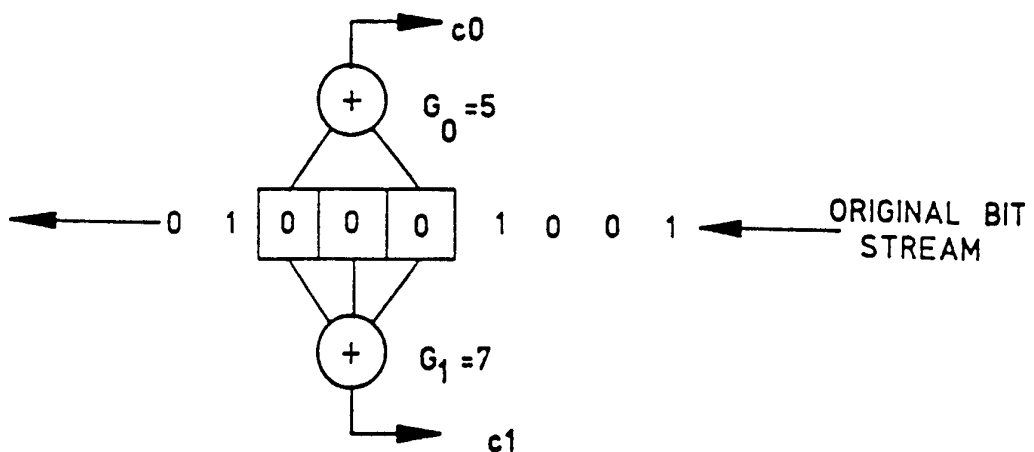 c0
+
G0 =5
0 1 0 0 0 1 0 0 1
ORIGINAL BIT
STREAM
+
G1 =7
c1